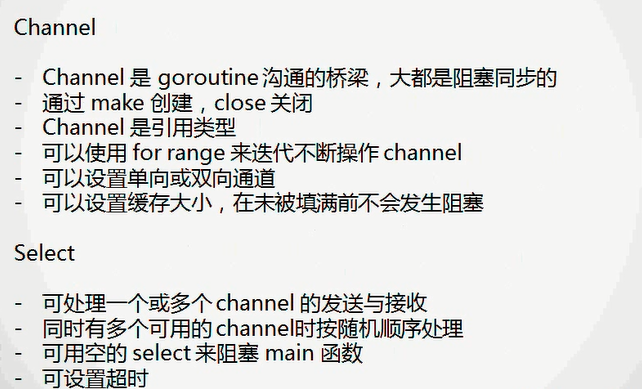 Channel
- Channel 是 goroutine 沟通的桥梁，大都是阻塞同步的
- 通过 make 创建，close 关闭
- Channel 是引用类型
- 可以使用 for range 来迭代不断操作 channel
- 可以设置单向或双向通道
- 可以设置缓存大小，在未被填满前不会发生阻塞
Select
- 可处理一个或多个 channel 的发送与接收
- 同时有多个可用的 channel时按随机顺序处理
- 可用空的 select 来阻塞 main 函数
- 可设置超时